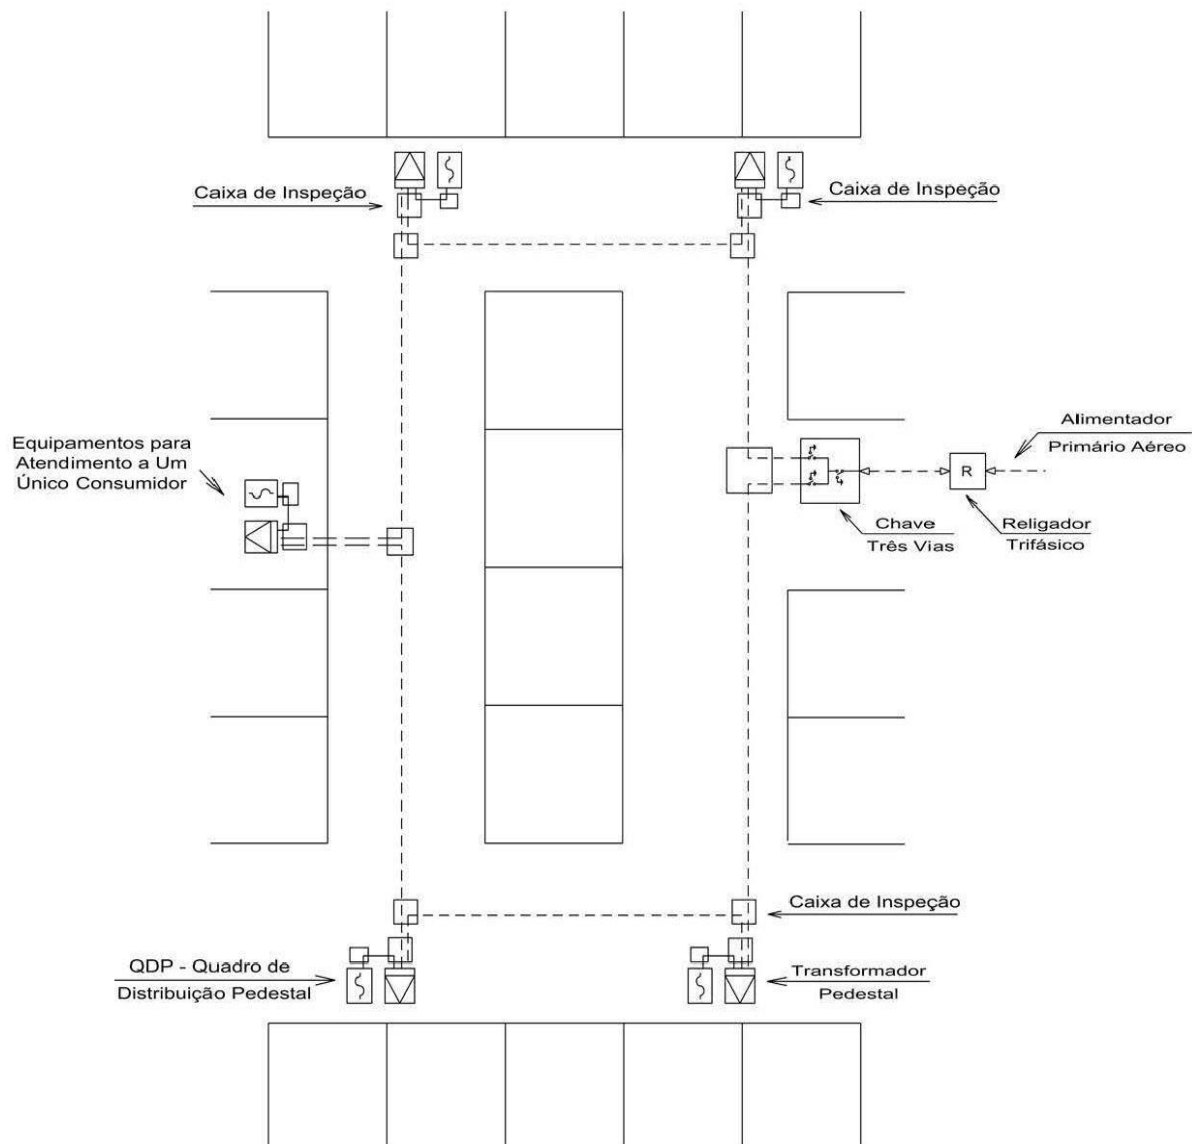 Caixa de Inspeção
Caixa de Inspeção
Equipamentos para
Atendimento a Um
Único Consumidor
Alimentador
Primário Aéreo
R
Chave
Três Vias
Religador
Trifásico
Caixa de Inspeção
QDP - Quadro de
Distribuição Pedestal
Transformador
Pedestal